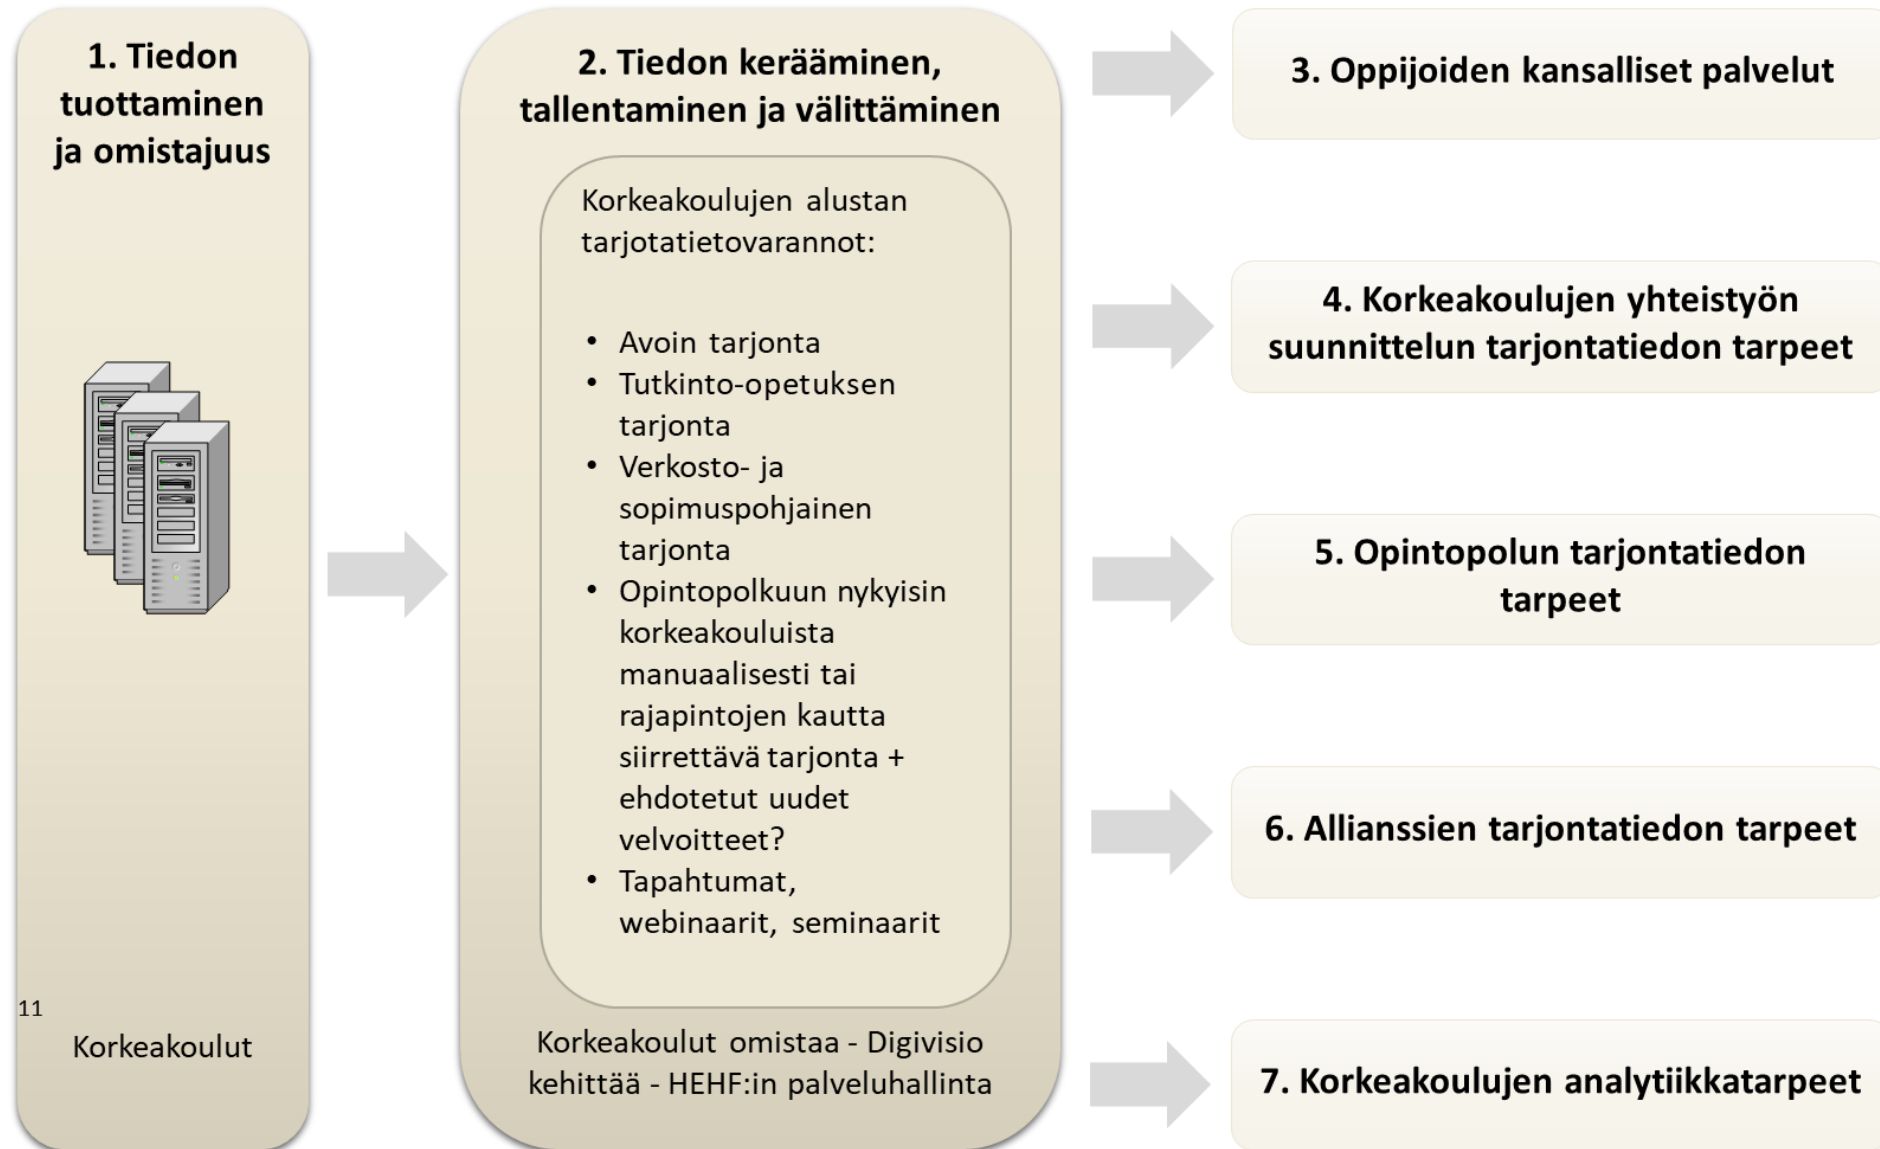 1. Tiedon
tuottaminen
ja omistajuus
11
Korkeakoulut
2. Tiedon kerääminen,
tallentaminen ja välittäminen
Korkeakoulujen alustan
tarjotatietovarannot:
• Avoin tarjonta
• Tutkinto-opetuksen
tarjonta
• Verkosto- ja
sopimuspohjainen
tarjonta
• Opintopolkuun nykyisin
korkeakouluista
manuaalisesti tai
rajapintojen kautta
siirrettävä tarjonta +
ehdotetut uudet
velvoitteet?
• Tapahtumat,
webinaarit, seminaarit
Korkeakoulut omistaa - Digivisio
kehittää - HEHF:in palveluhallinta
3. Oppijoiden kansalliset palvelut
4. Korkeakoulujen yhteistyön
suunnittelun tarjontatiedon tarpeet
5. Opintopolun tarjontatiedon
tarpeet
6. Allianssien tarjontatiedon tarpeet
7. Korkeakoulujen analytiikkatarpeet